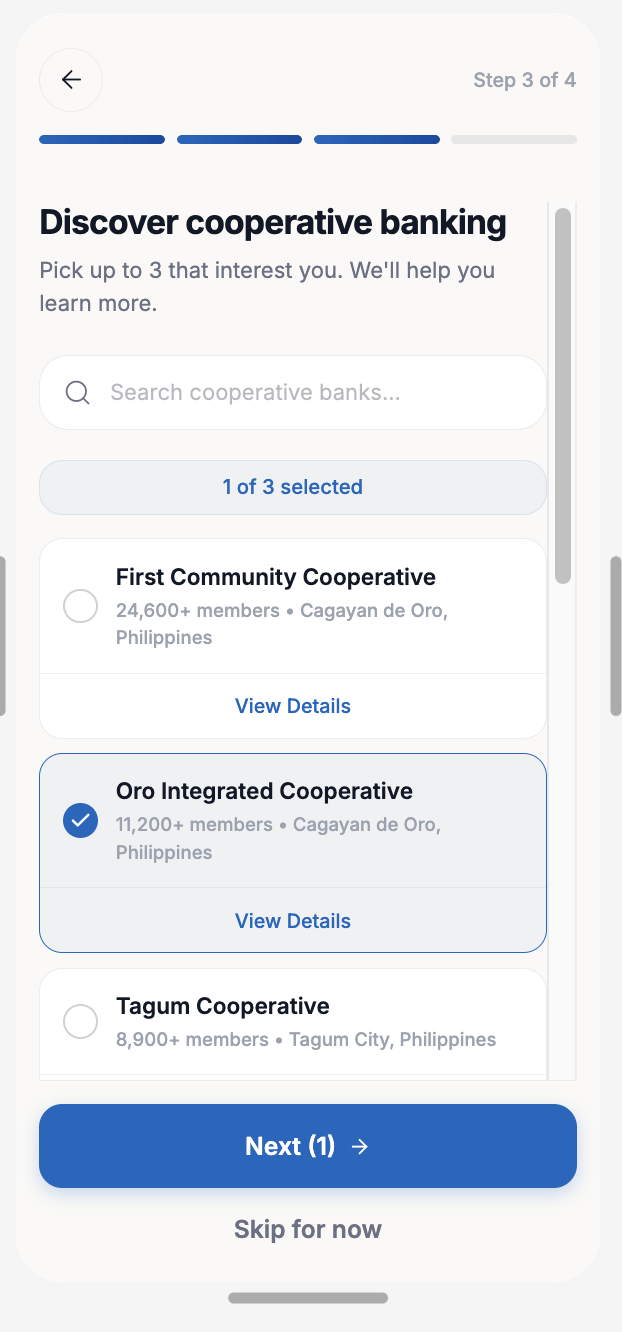 Step 3 of 4
Discover cooperative banking
Pick up to 3 that interest you. We'll help you
learn more.
Search cooperative banks...
1 of 3 selected
First Community Cooperative
24,600+ members • Cagayan de Oro,
Philippines
View Details
Oro Integrated Cooperative
11,200+ members • Cagayan de Oro,
Philippines
View Details
Tagum Cooperative
8,900+ members • Tagum City, Philippines
Next (1) →
Skip for now